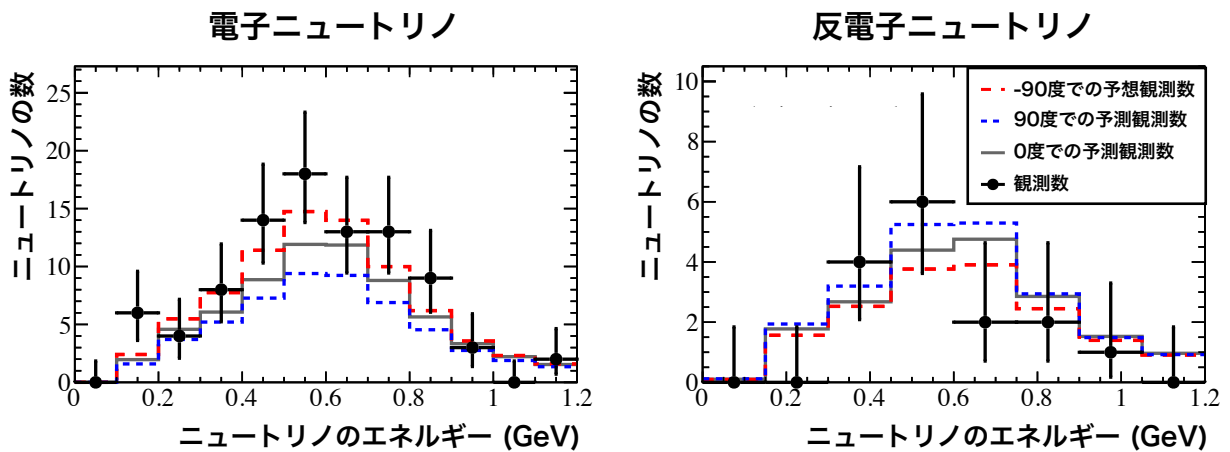 電子ニュートリノ
ニュートリノの数
25
20
15
10
5
0
0 0.2 0.4 0.6 0.8 1 1.2
ニュートリノのエネルギー (GeV)
反電子ニュートリノ
ニュートリノの数
10
8
6
4
2
0
0 0.2 0.4 0.6 0.8 1 1.2
ニュートリノのエネルギー (GeV)
-90度での予想観測数
90度での予測観測数
0度での予測観測数
観測数